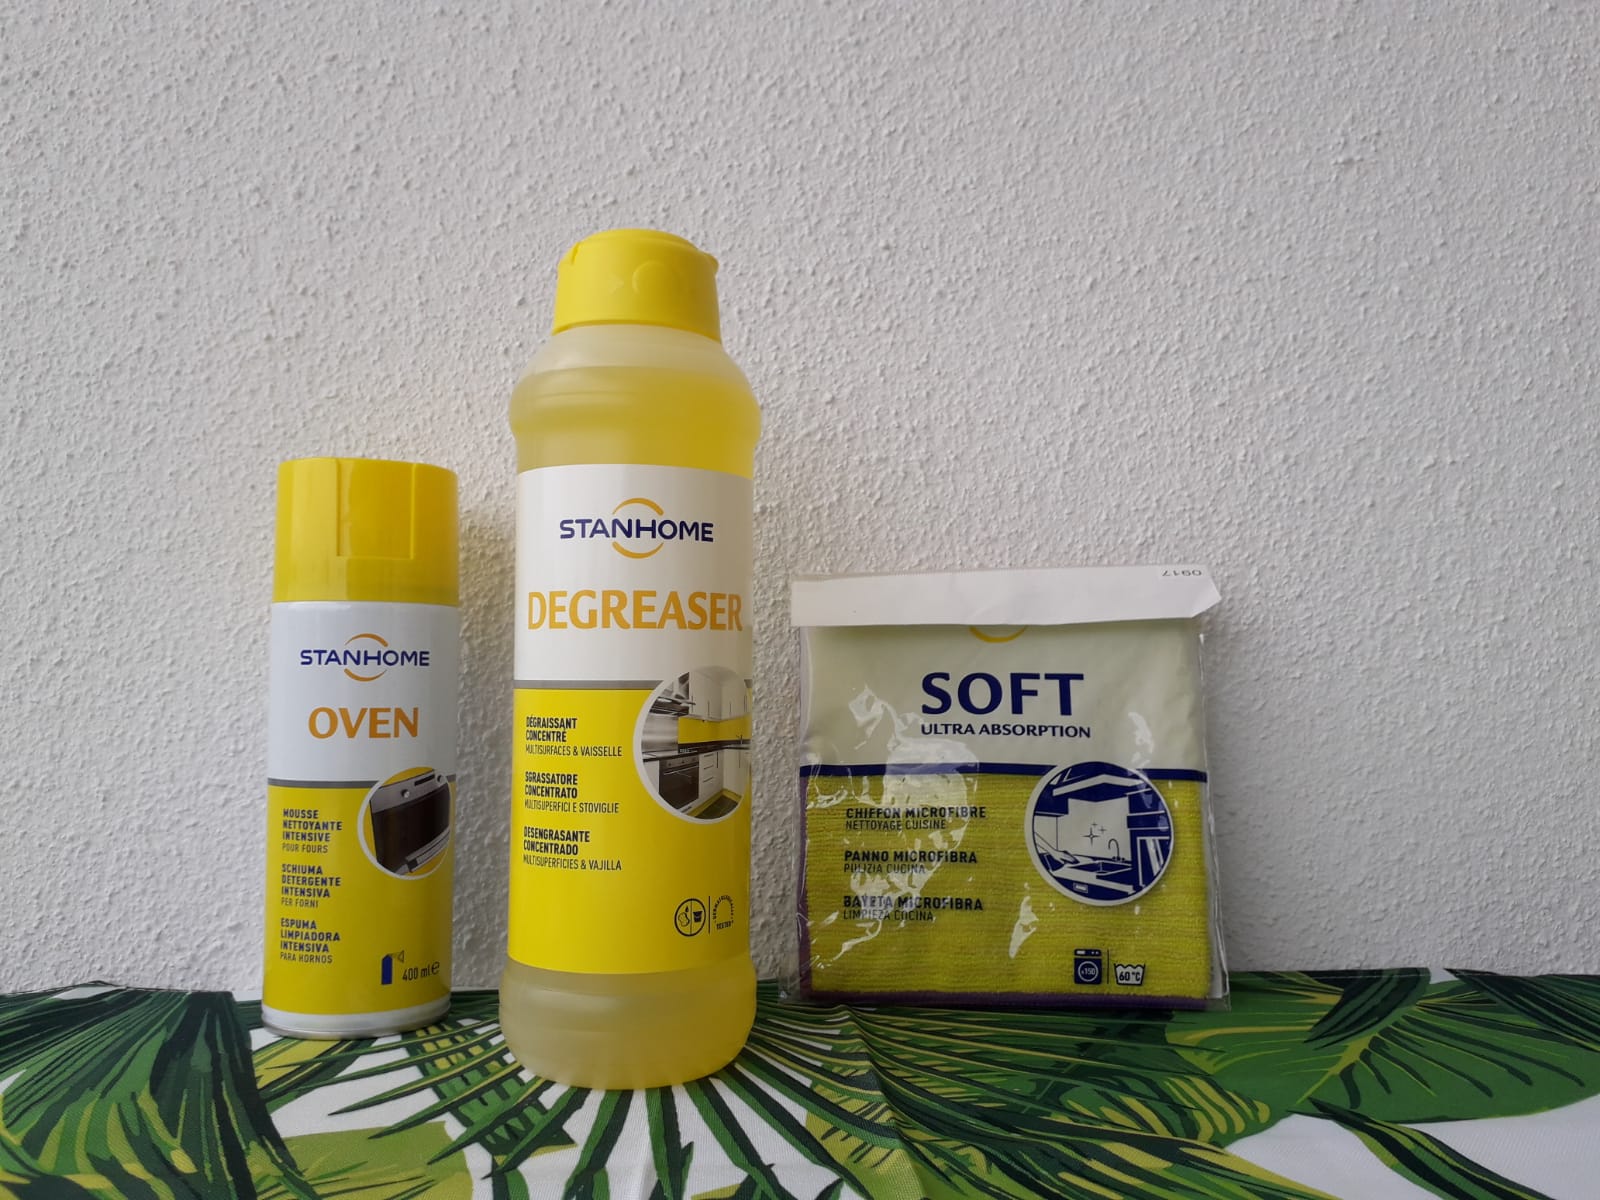 STANHOME
OVEN
MOUSSE
NETTOYANTE
INTENSIVE
POUR FOURS
SCHIUMA
DETERGENTE
INTENSIVA
PER FORNI
ESPUMA
LIMPIADORA
INTENSIVA
PARA HORNOS
400 ml ℮
STANHOME
DEGREASER
DÉGRAISSANT
CONCENTRÉ
MULTISURFACES & VAISSELLE
SGRASSATORE
CONCENTRATO
MULTISUPERFICI E STOVIGLIE
DESENGRASANTE
CONCENTRADO
MULTISUPERFICIES & VAJILLA
TESTED
0917
SOFT
ULTRA ABSORPTION
CHIFFON MICROFIBRE
NETTOYAGE CUISINE
PANNO MICROFIBRA
PULIZIA CUCINA
BAYETA MICROFIBRA
LIMPIEZA COCINA
x150
60°C